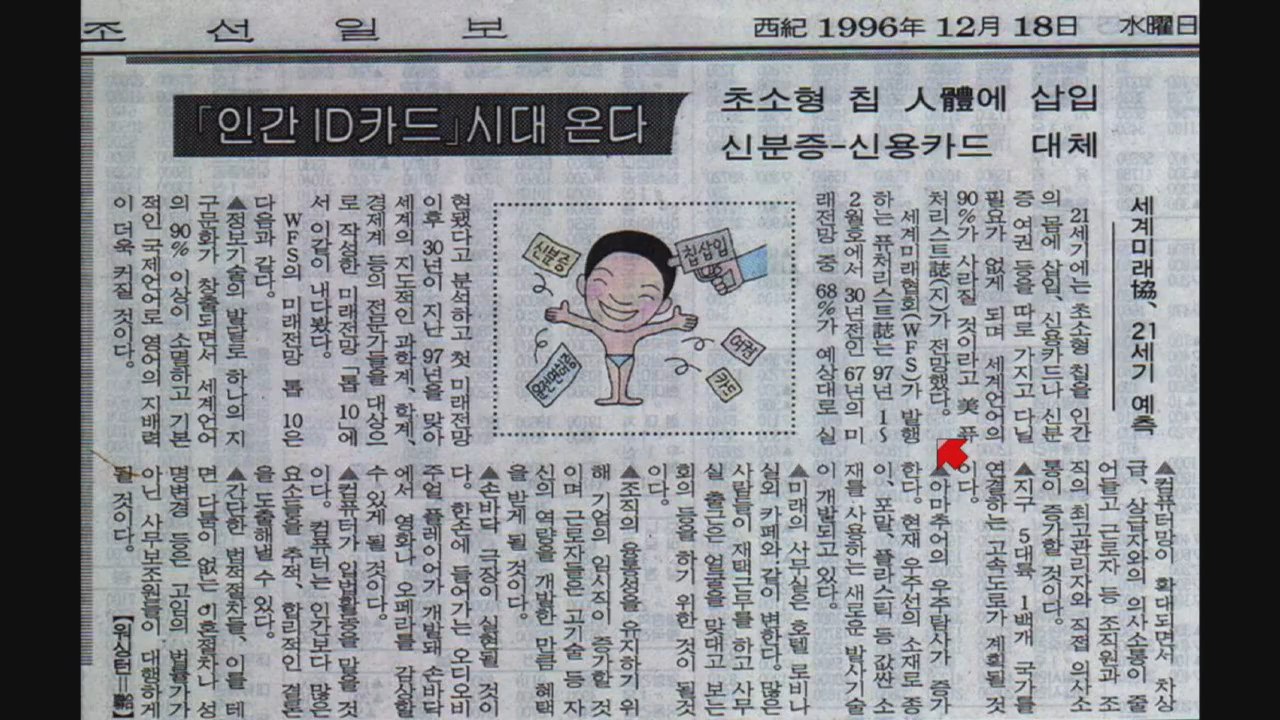 조 선 일 보
西紀 1996年 12月 18日 水曜日
「인간 ID카드」시대 온다
초소형 칩 人體에 삽입
신분증-신용카드 대체
세계미래協, 21세기 예측
21세기에는 초소형 칩을 인간
의 몸에 삽입, 신용카드나 신분
증 여권 등을 따로 가지고 다닐
필요가 없게 되며 세계언어의
90%가 사라질 것이라고 美 퓨
처리스트誌(지)가 전망했다.
세계미래협회(WFS)가 발행
하는 퓨처리스트誌는 97년 1~
2월호에서 30년전인 67년의 미
래전망 중 68%가 예상대로 실
신분증
칩삽입
여권
카드
운전면허증
현됐다고 분석하고 첫 미래전망
이후 30년이 지난 97년을 맞아
세계의 지도적인 과학계, 학계,
경제계 등의 전문가들을 대상으
로 작성한 미래전망 「톱 10」에
서 이같이 내다봤다.
WFS의 미래전망 톱 10은
다음과 같다.
▲정보기술의 발달로 하나의 지
구문화가 창출되면서 세계언어
의 90% 이상이 소멸하고 기본
적인 국제언어로 영어의 지배력
이 더욱 커질 것이다.
▲컴퓨터망이 확대되면서 차상
급, 상급자와의 의사소통이 줄
어들고 근로자 등 조직원과 조
직의 최고관리자와 직접 의사소
통이 증가할 것이다.
▲지구 5대륙 1백개 국가를
연결하는 고속도로가 계획될 것
이다.
▲아마추어의 우주탐사가 증가
한다. 현재 우주선의 소재로 종
이, 포말, 플라스틱 등 값싼 소
재를 사용하는 새로운 발사기술
이 개발되고 있다.
▲미래의 사무실은 호텔 로비나
실외 카페와 같이 변한다. 많은
사람들이 재택근무를 하고 사무
실 출근은 얼굴을 맞대고 보는
회의 등을 하기 위한 것이 될것
이다.
▲조직의 융통성을 유지하기 위
해 기업의 임시직이 증가할 것
이며 근로자들은 고기술 등 자
신의 역량을 개발한 만큼 혜택
을 받게 될 것이다.
▲손바닥 극장이 실현될 것이
다. 한손에 들어가는 오디오비
주얼 플레이어가 개발돼 손바닥
에서 영화나 오페라를 감상할
수 있게 될 것이다.
▲컴퓨터가 입법활동을 맡을 것
이다. 컴퓨터는 인간보다 많은
요소들을 추적, 합리적인 결론
을 도출해낼 수 있다.
▲간단한 법적절차들, 이를 테
면 다툼이 없는 이혼절차나 성
명변경 등은 고임의 법률가가
아닌 사무보조원들이 대행하게
될 것이다.
【워싱턴=聯】